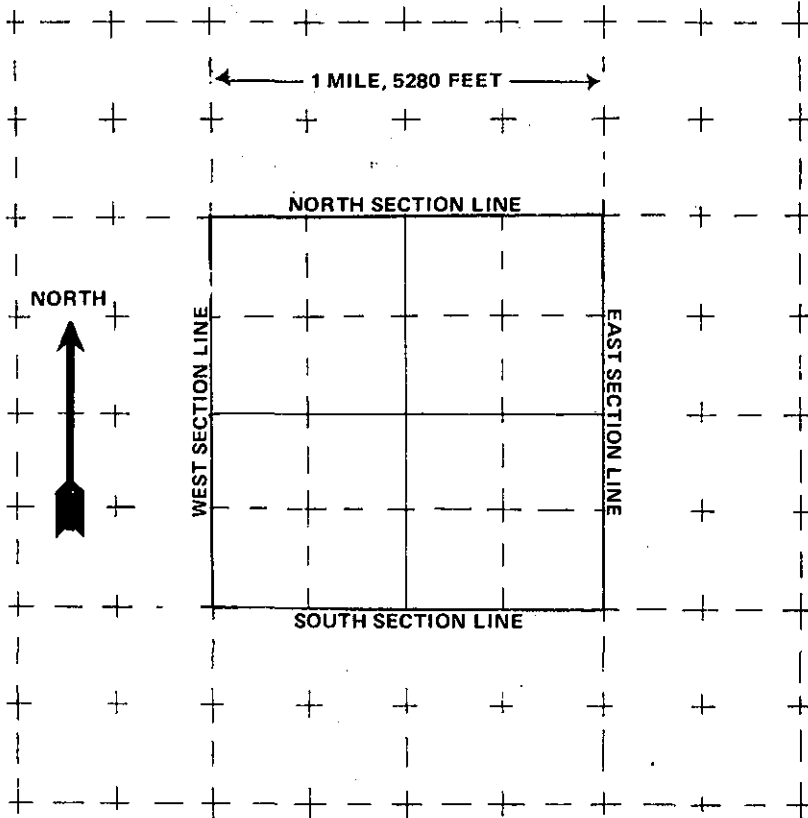 1 MILE, 5280 FEET
NORTH SECTION LINE
NORTH
WEST SECTION LINE
EAST SECTION LINE
SOUTH SECTION LINE